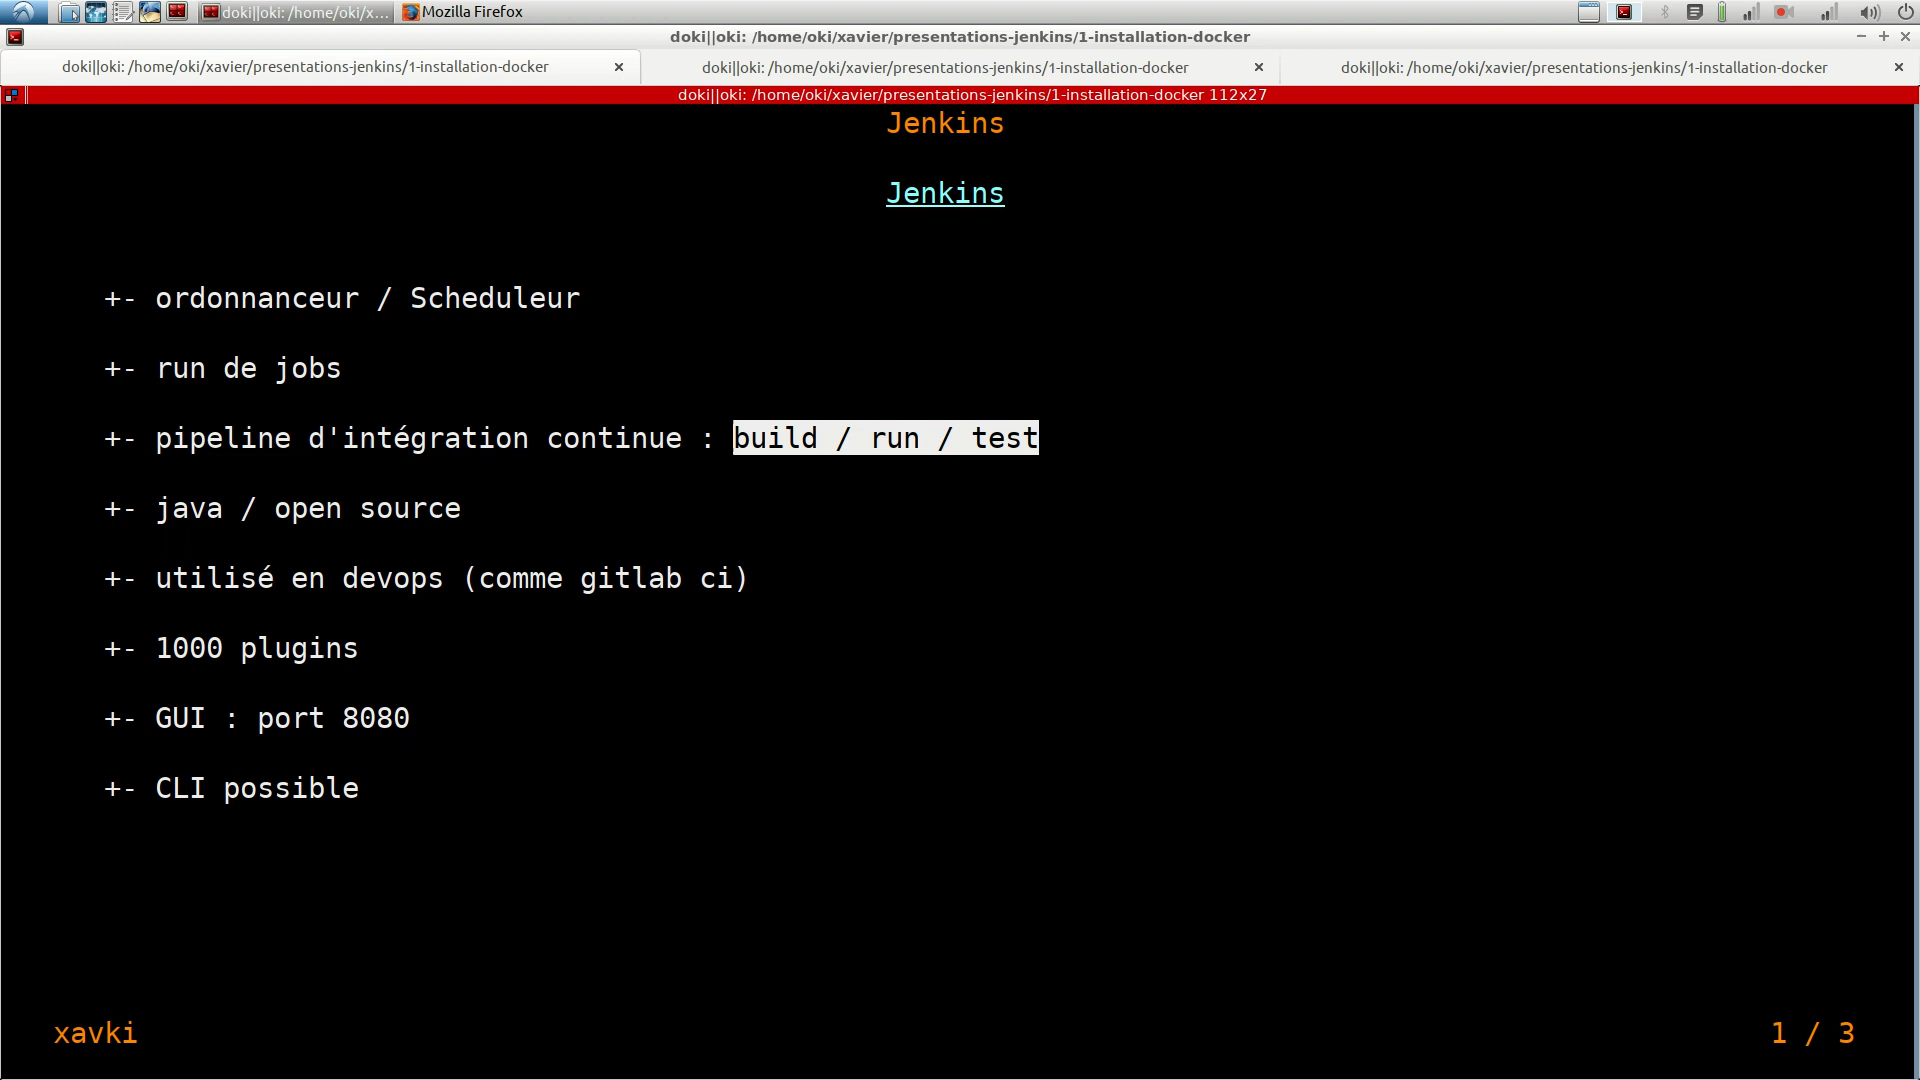 doki||oki: /home/oki/x...
Mozilla Firefox
doki||oki: /home/oki/xavier/presentations-jenkins/1-installation-docker
doki||oki: /home/oki/xavier/presentations-jenkins/1-installation-docker
doki||oki: /home/oki/xavier/presentations-jenkins/1-installation-docker
doki||oki: /home/oki/xavier/presentations-jenkins/1-installation-docker
doki||oki: /home/oki/xavier/presentations-jenkins/1-installation-docker 112x27
Jenkins
Jenkins
+- ordonnanceur / Scheduleur
+- run de jobs
+- pipeline d'intégration continue : build / run / test
+- java / open source
+- utilisé en devops (comme gitlab ci)
+- 1000 plugins
+- GUI : port 8080
+- CLI possible
xavki
1 / 3